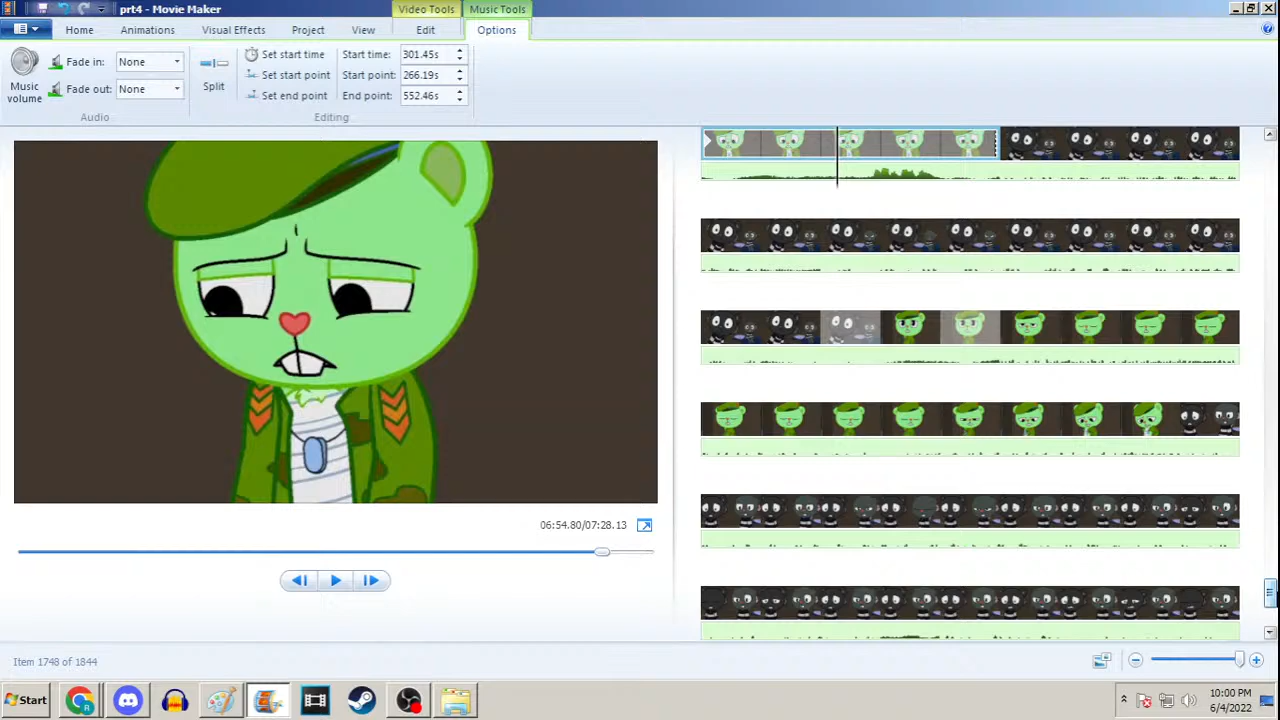 prt4 - Movie Maker
Video Tools
Music Tools
Home
Animations
Visual Effects
Project
View
Edit
Options
Music volume
Fade in: None
Fade out: None
Audio
Split
Set start time
Set start point
Set end point
Start time: 301.45s
Start point: 266.19s
End point: 552.46s
Editing
06:54.80/07:28.13
Item 1748 of 1844
Start
10:00 PM
6/4/2022